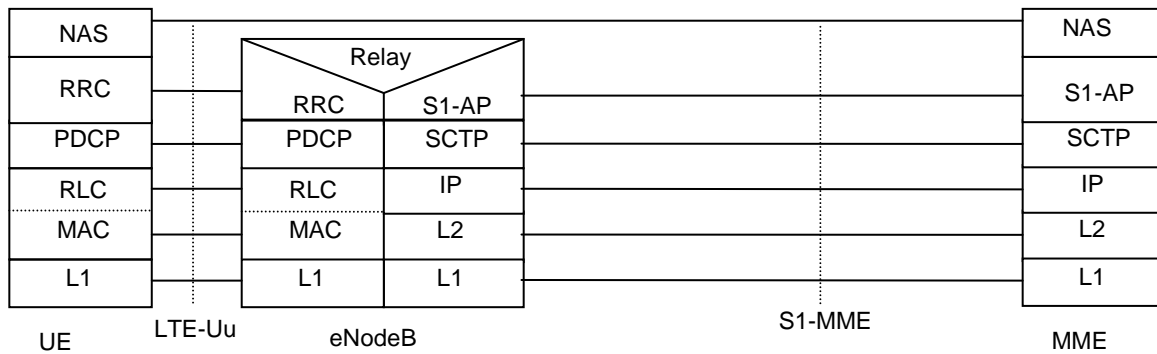 NAS
NAS
Relay
RRC
RRC
S1-AP
S1-AP
PDCP
PDCP
SCTP
SCTP
RLC
RLC
IP
IP
MAC
MAC
L2
L2
L1
L1
L1
L1
UE
LTE-Uu
eNodeB
S1-MME
MME